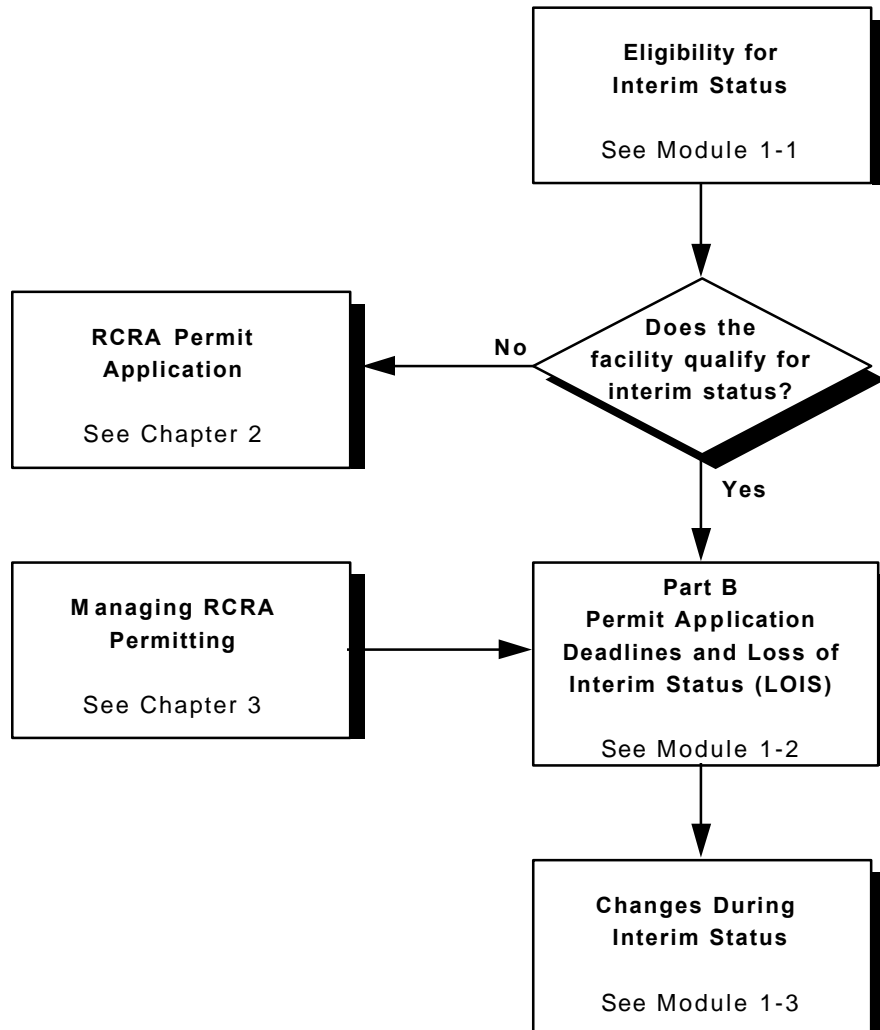 Eligibility for
Interim Status
See Module 1-1
Does the
facility qualify for
interim status?
No
RCRA Permit
Application
See Chapter 2
Yes
Managing RCRA
Permitting
See Chapter 3
Part B
Permit Application
Deadlines and Loss of
Interim Status (LOIS)
See Module 1-2
Changes During
Interim Status
See Module 1-3